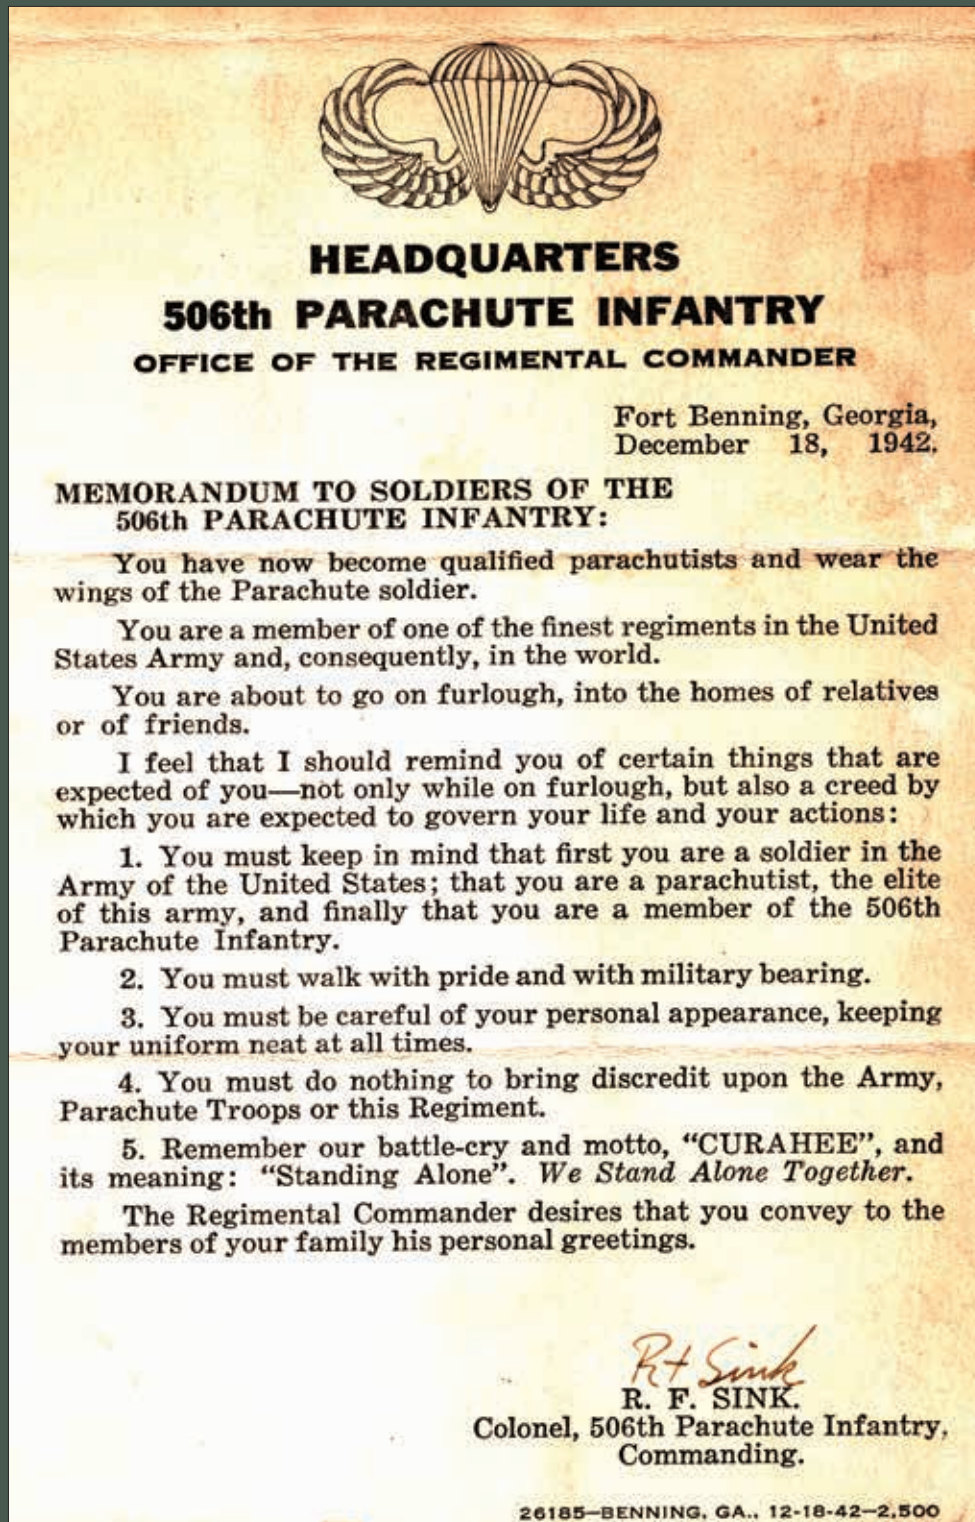 HEADQUARTERS
506th PARACHUTE INFANTRY
OFFICE OF THE REGIMENTAL COMMANDER
Fort Benning, Georgia,
December 18, 1942.
MEMORANDUM TO SOLDIERS OF THE
506th PARACHUTE INFANTRY:
You have now become qualified parachutists and wear the
wings of the Parachute soldier.
You are a member of one of the finest regiments in the United
States Army and, consequently, in the world.
You are about to go on furlough, into the homes of relatives
or of friends.
I feel that I should remind you of certain things that are
expected of you—not only while on furlough, but also a creed by
which you are expected to govern your life and your actions:
1. You must keep in mind that first you are a soldier in the
Army of the United States; that you are a parachutist, the elite
of this army, and finally that you are a member of the 506th
Parachute Infantry.
2. You must walk with pride and with military bearing.
3. You must be careful of your personal appearance, keeping
your uniform neat at all times.
4. You must do nothing to bring discredit upon the Army,
Parachute Troops or this Regiment.
5. Remember our battle-cry and motto, “CURAHEE”, and
its meaning: “Standing Alone”. We Stand Alone Together.
The Regimental Commander desires that you convey to the
members of your family his personal greetings.
R F Sink
R. F. SINK.
Colonel, 506th Parachute Infantry,
Commanding.
26185—BENNING, GA., 12-18-42—2,500